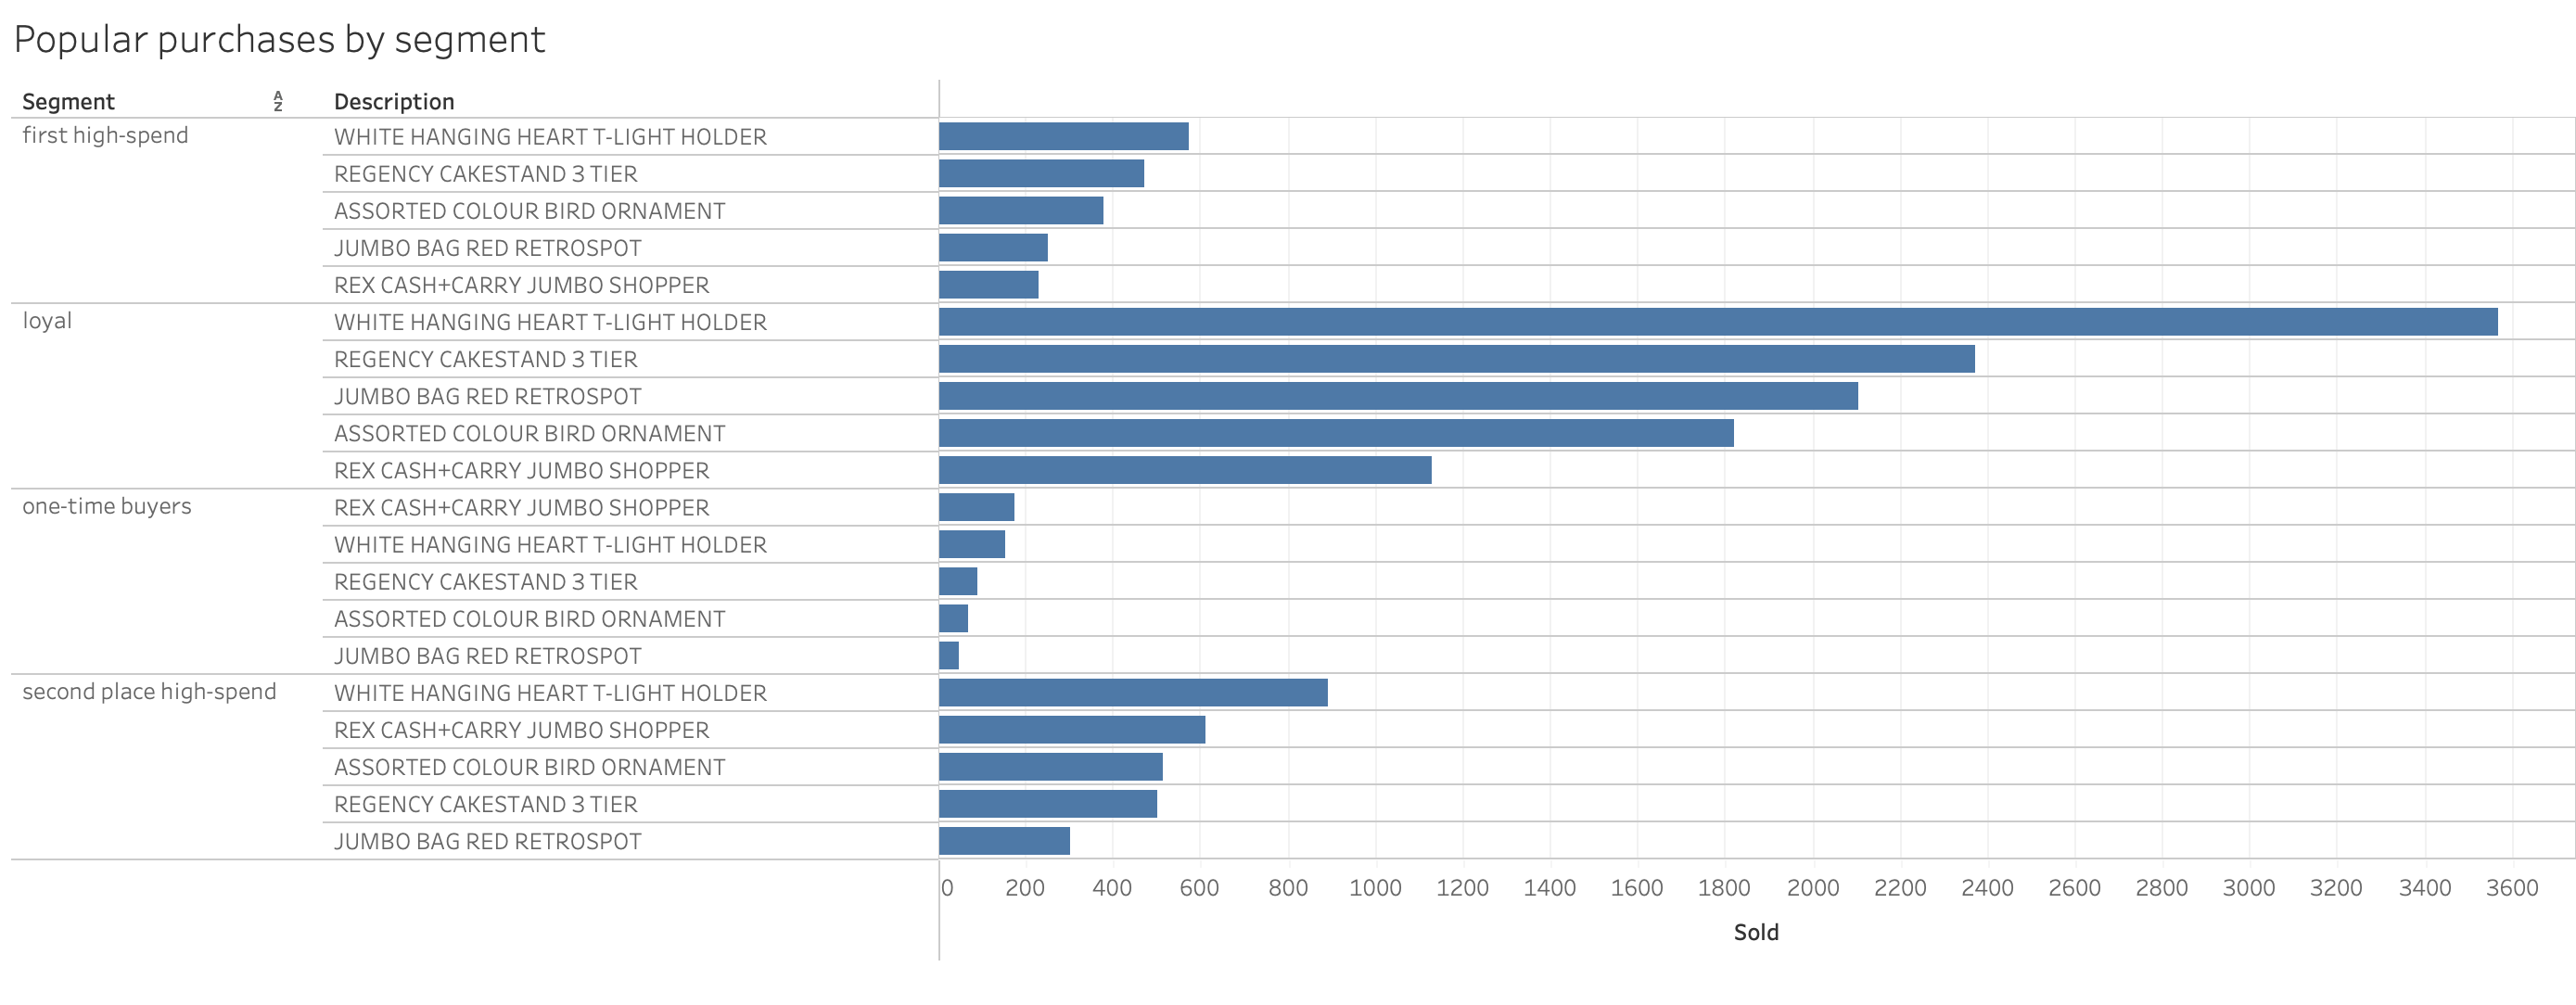 Popular purchases by segment
Segment AZ Description
first high-spend WHITE HANGING HEART T-LIGHT HOLDER
REGENCY CAKESTAND 3 TIER
ASSORTED COLOUR BIRD ORNAMENT
JUMBO BAG RED RETROSPOT
REX CASH+CARRY JUMBO SHOPPER
loyal WHITE HANGING HEART T-LIGHT HOLDER
REGENCY CAKESTAND 3 TIER
JUMBO BAG RED RETROSPOT
ASSORTED COLOUR BIRD ORNAMENT
REX CASH+CARRY JUMBO SHOPPER
one-time buyers REX CASH+CARRY JUMBO SHOPPER
WHITE HANGING HEART T-LIGHT HOLDER
REGENCY CAKESTAND 3 TIER
ASSORTED COLOUR BIRD ORNAMENT
JUMBO BAG RED RETROSPOT
second place high-spend WHITE HANGING HEART T-LIGHT HOLDER
REX CASH+CARRY JUMBO SHOPPER
ASSORTED COLOUR BIRD ORNAMENT
REGENCY CAKESTAND 3 TIER
JUMBO BAG RED RETROSPOT
0 200 400 600 800 1000 1200 1400 1600 1800 2000 2200 2400 2600 2800 3000 3200 3400 3600
Sold